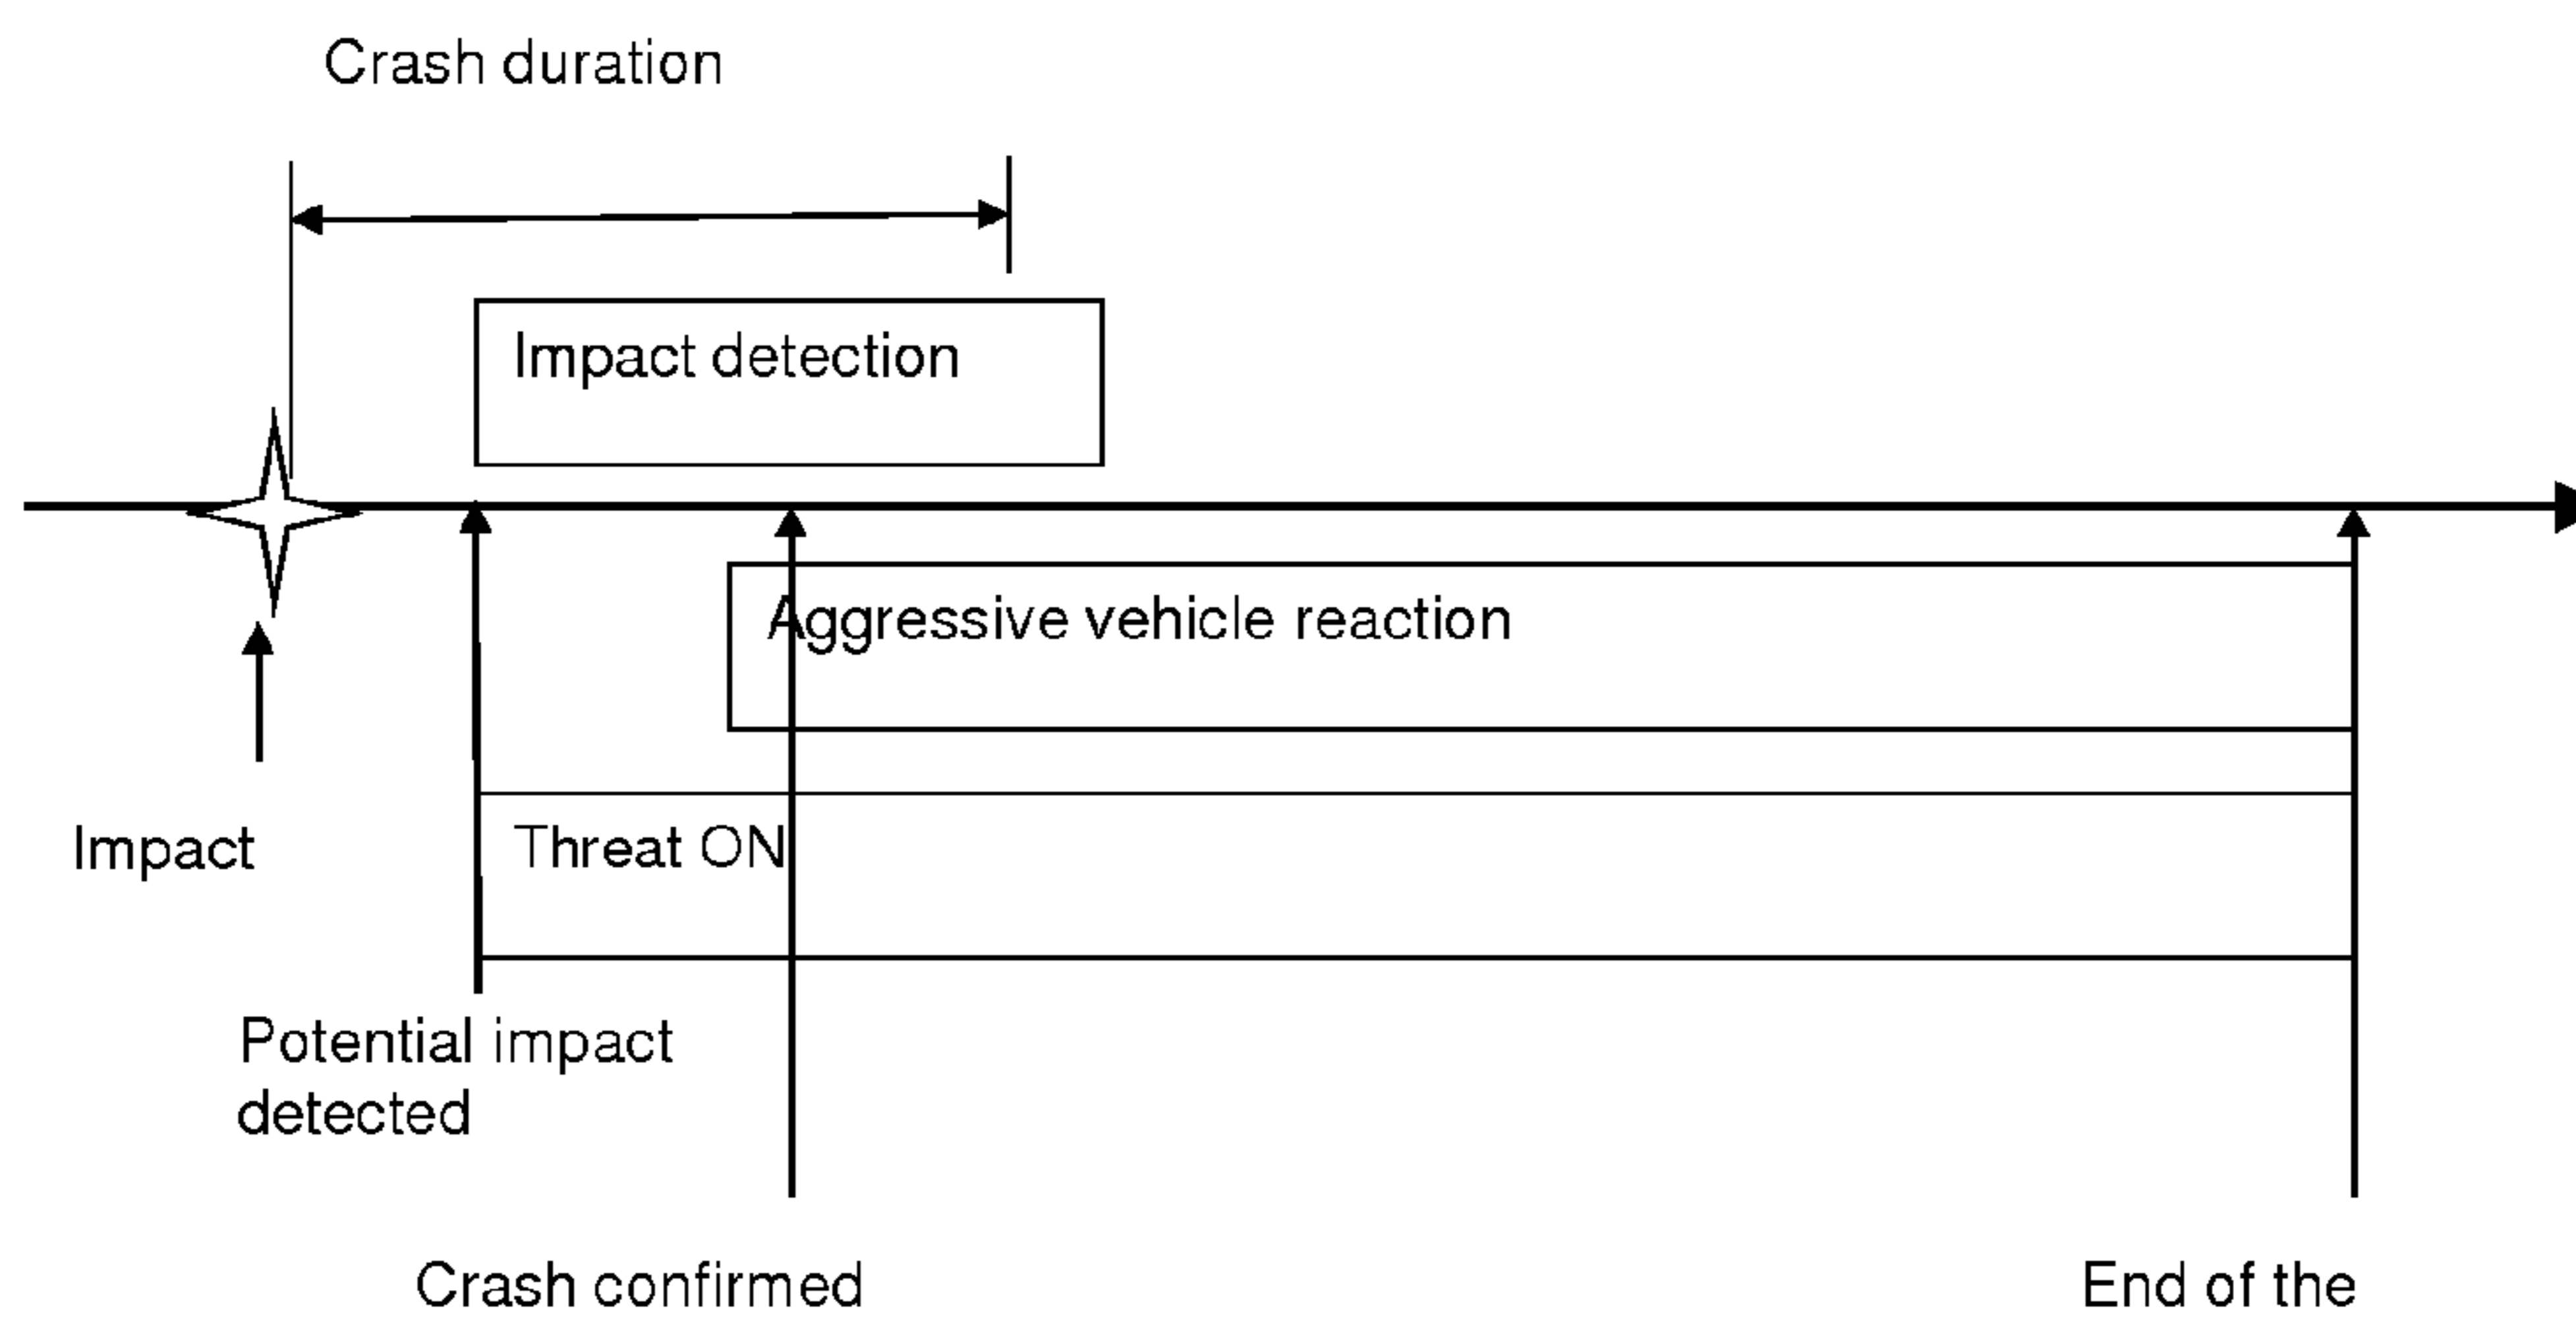 Crash duration
Impact detection
Aggressive vehicle reaction
Impact
Threat ON
Potential impact
detected
Crash confirmed
End of the